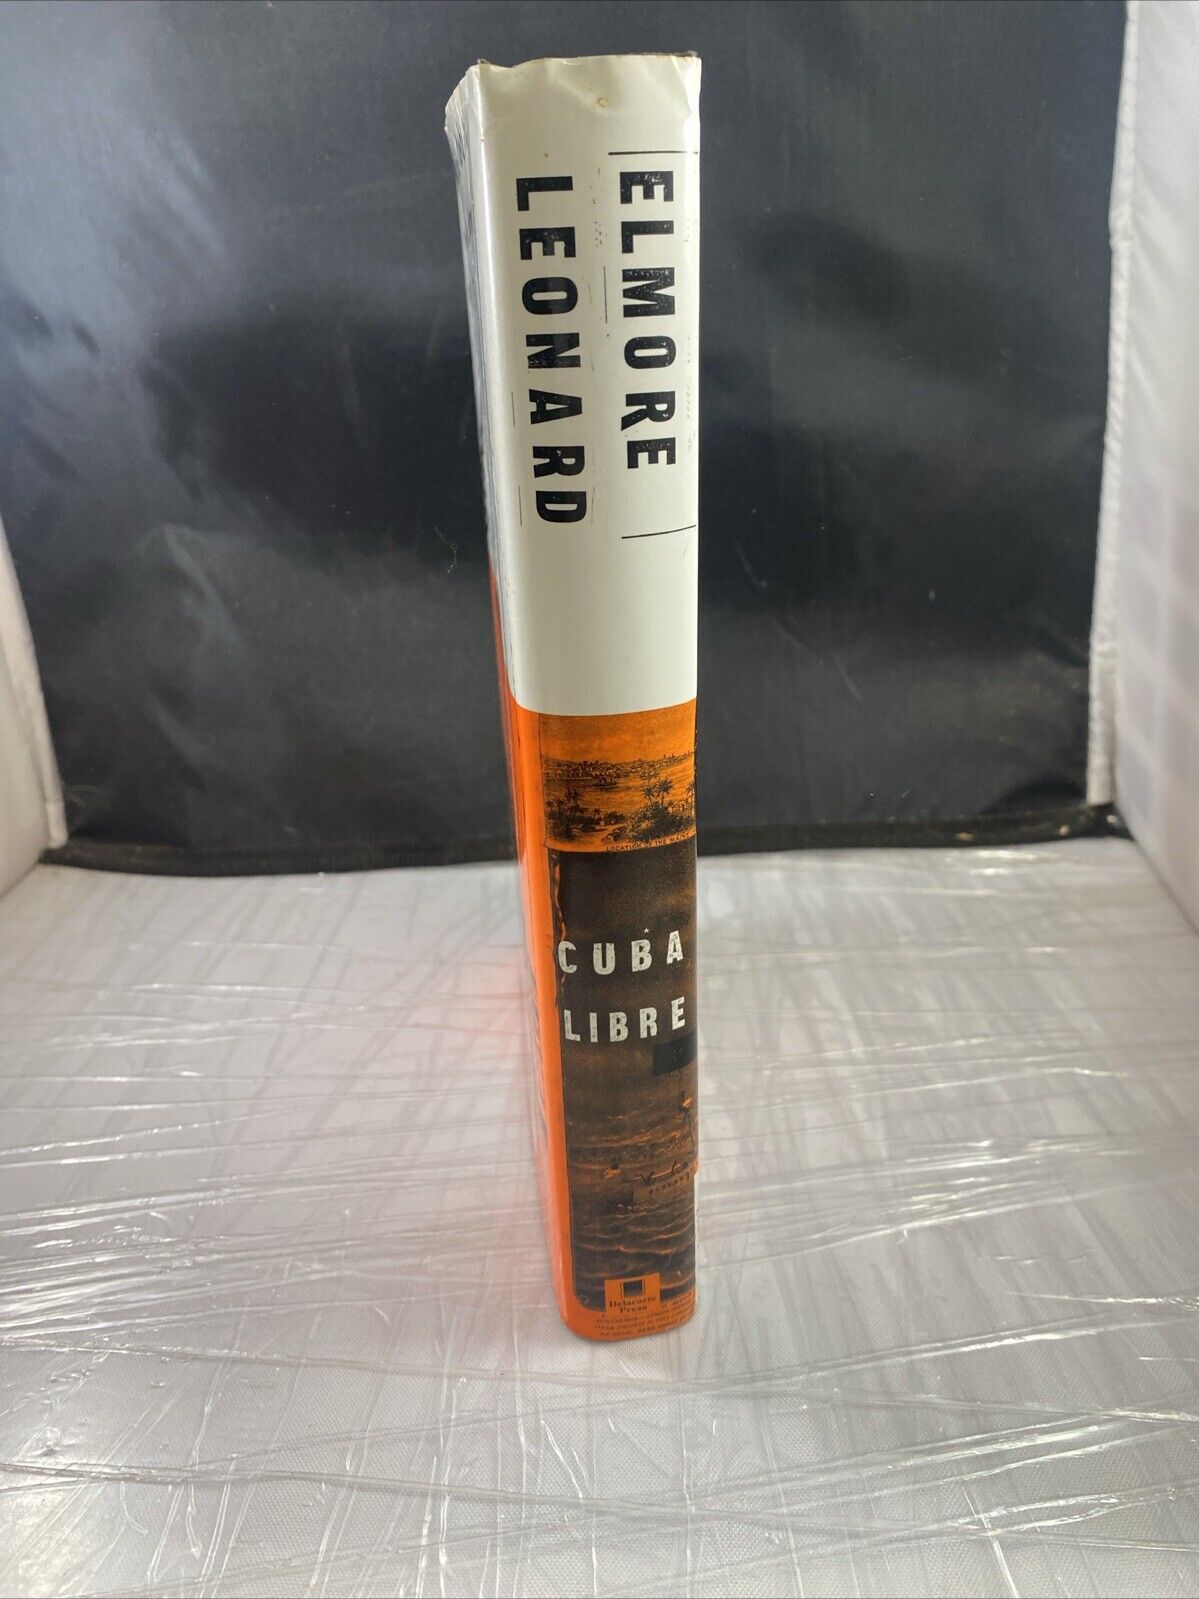 ELMORE
LEONARD
LOCATION OF THE
CUBA
LIBRE
Delacorte
Press